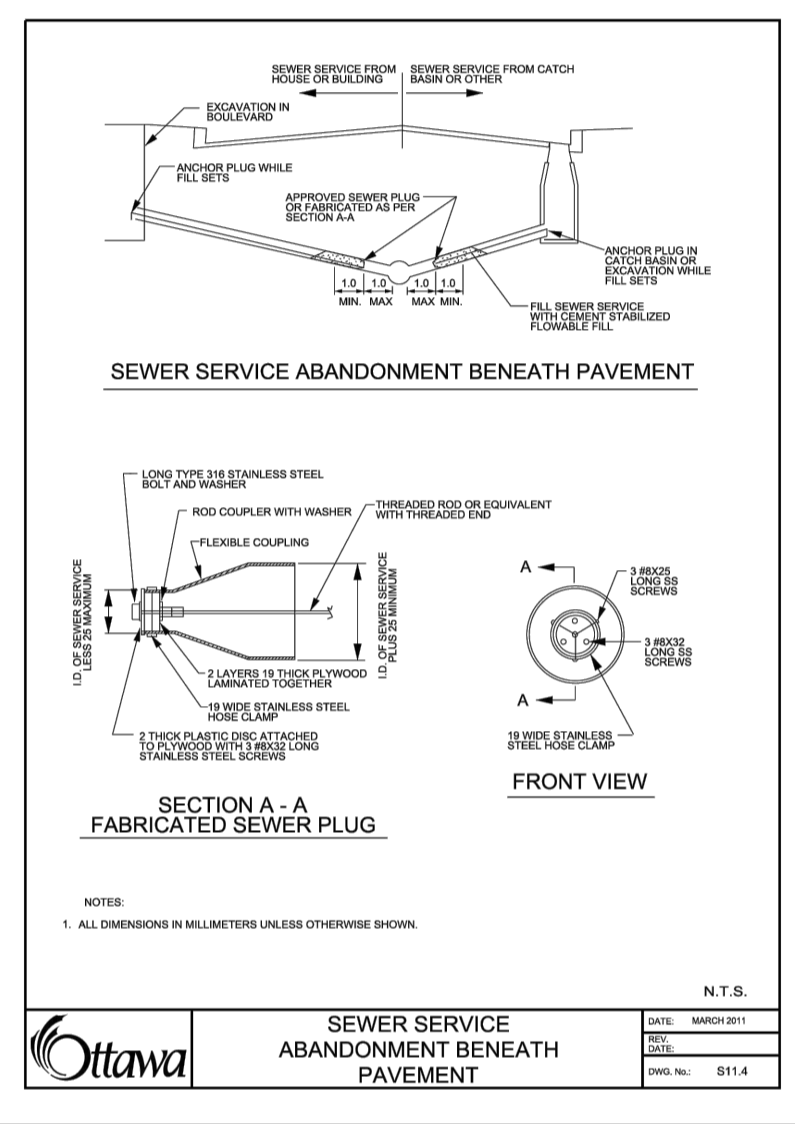 SEWER SERVICE FROM
HOUSE OR BUILDING
SEWER SERVICE FROM CATCH
BASIN OR OTHER
EXCAVATION IN
BOULEVARD
ANCHOR PLUG WHILE
FILL SETS
APPROVED SEWER PLUG
OR FABRICATED AS PER
SECTION A-A
ANCHOR PLUG IN
CATCH BASIN OR
EXCAVATION WHILE
FILL SETS
1.0 1.0 1.0 1.0
MIN. MAX MAX MIN.
FILL SEWER SERVICE
WITH CEMENT STABILIZED
FLOWABLE FILL
SEWER SERVICE ABANDONMENT BENEATH PAVEMENT
LONG TYPE 316 STAINLESS STEEL
BOLT AND WASHER
ROD COUPLER WITH WASHER
THREADED ROD OR EQUIVALENT
WITH THREADED END
FLEXIBLE COUPLING
I.D. OF SEWER SERVICE
LESS 25 MAXIMUM
I.D. OF SEWER SERVICE
PLUS 25 MINIMUM
2 LAYERS 19 THICK PLYWOOD
LAMINATED TOGETHER
19 WIDE STAINLESS STEEL
HOSE CLAMP
2 THICK PLASTIC DISC ATTACHED
TO PLYWOOD WITH 3 #8X32 LONG
STAINLESS STEEL SCREWS
SECTION A - A
FABRICATED SEWER PLUG
A
3 #8X25
LONG SS
SCREWS
3 #8X32
LONG SS
SCREWS
A
19 WIDE STAINLESS
STEEL HOSE CLAMP
FRONT VIEW
NOTES:
1. ALL DIMENSIONS IN MILLIMETERS UNLESS OTHERWISE SHOWN.
N.T.S.
Ottawa
SEWER SERVICE
ABANDONMENT BENEATH
PAVEMENT
DATE: MARCH 2011
REV.
DATE:
DWG. No.: S11.4